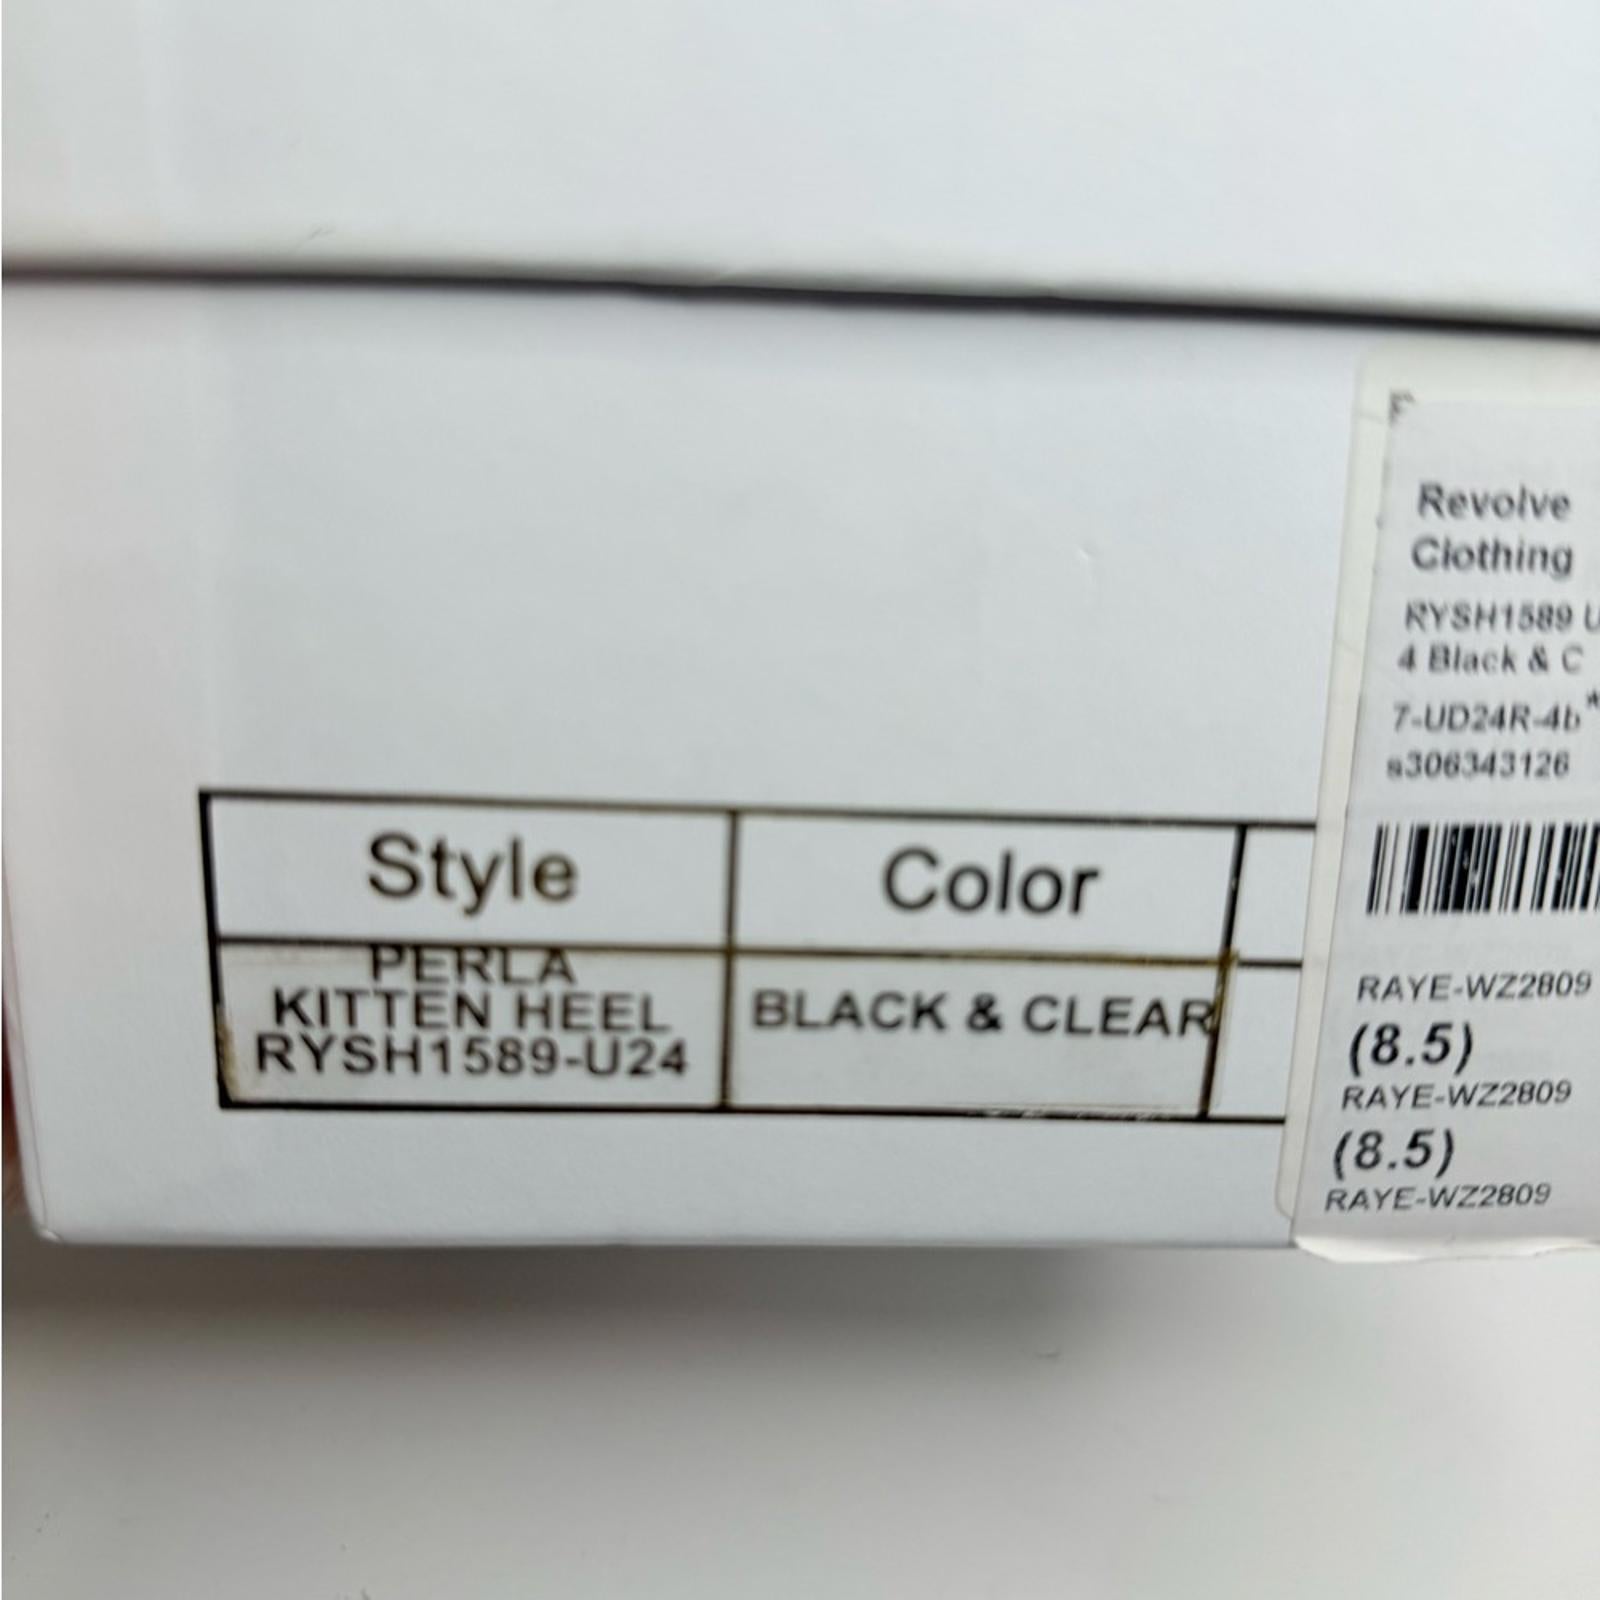 Style
Color
PERLA
KITTEN HEEL
RYSH1589-U24
BLACK & CLEAR
Revolve
Clothing
RYSH1589 U
4 Black & C
7-UD24R-4b*
s306343126
RAYE-WZ2809
(8.5)
RAYE-WZ2809
(8.5)
RAYE-WZ2809